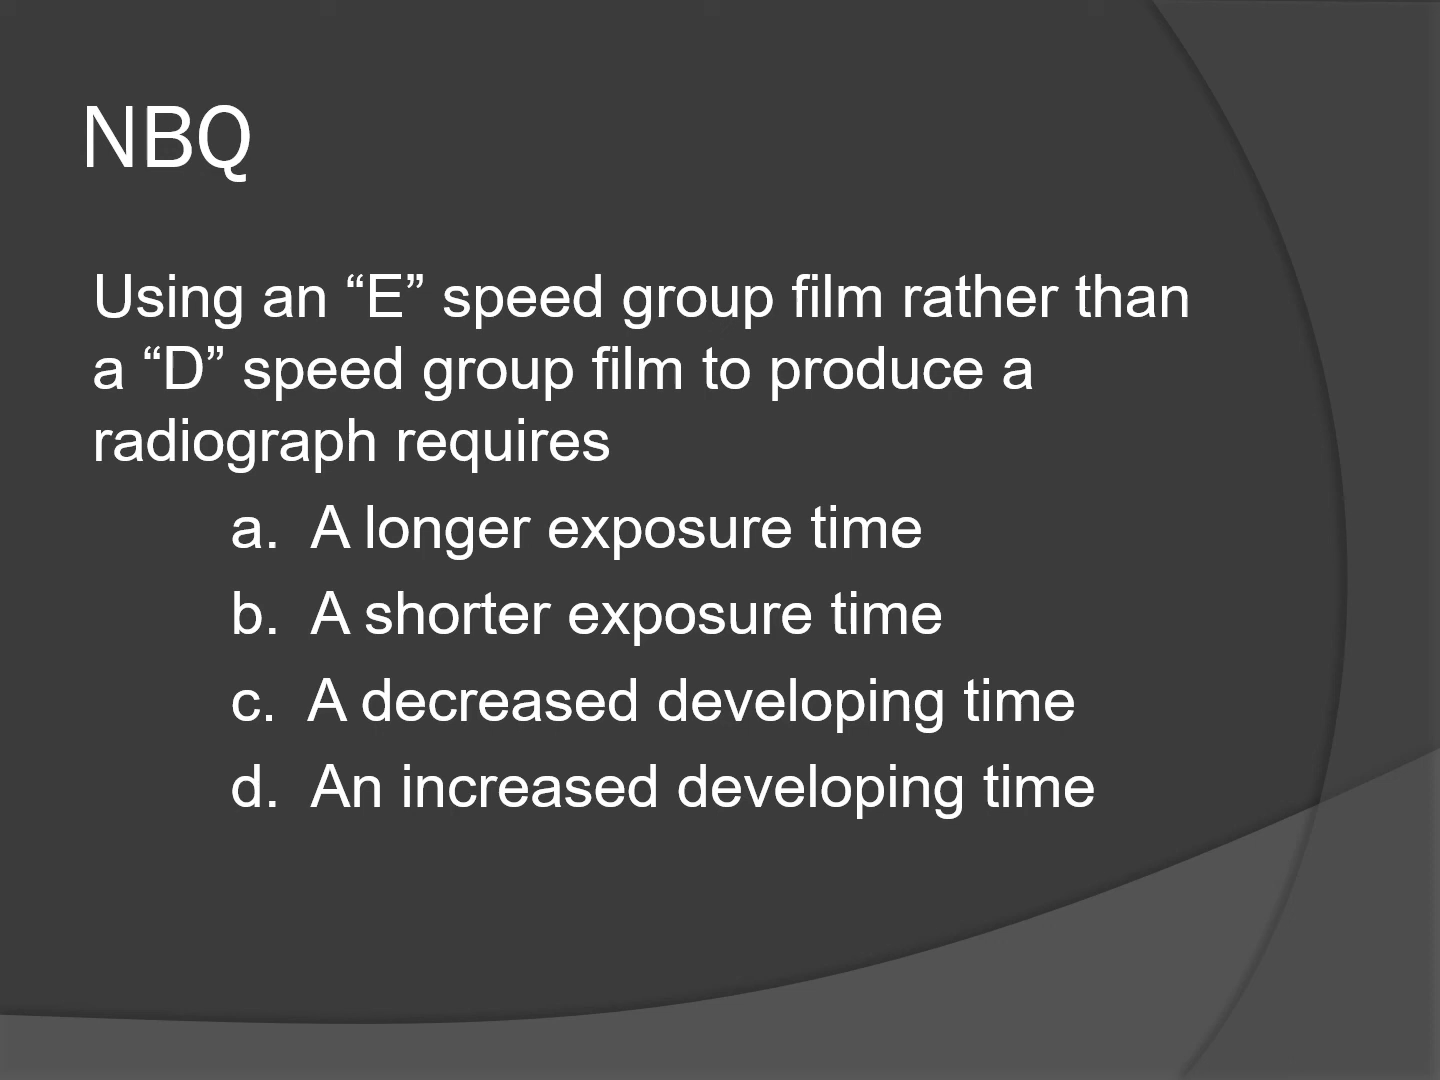 NBQ
Using an “E” speed group film rather than
a “D” speed group film to produce a
radiograph requires
a. A longer exposure time
b. A shorter exposure time
c. A decreased developing time
d. An increased developing time